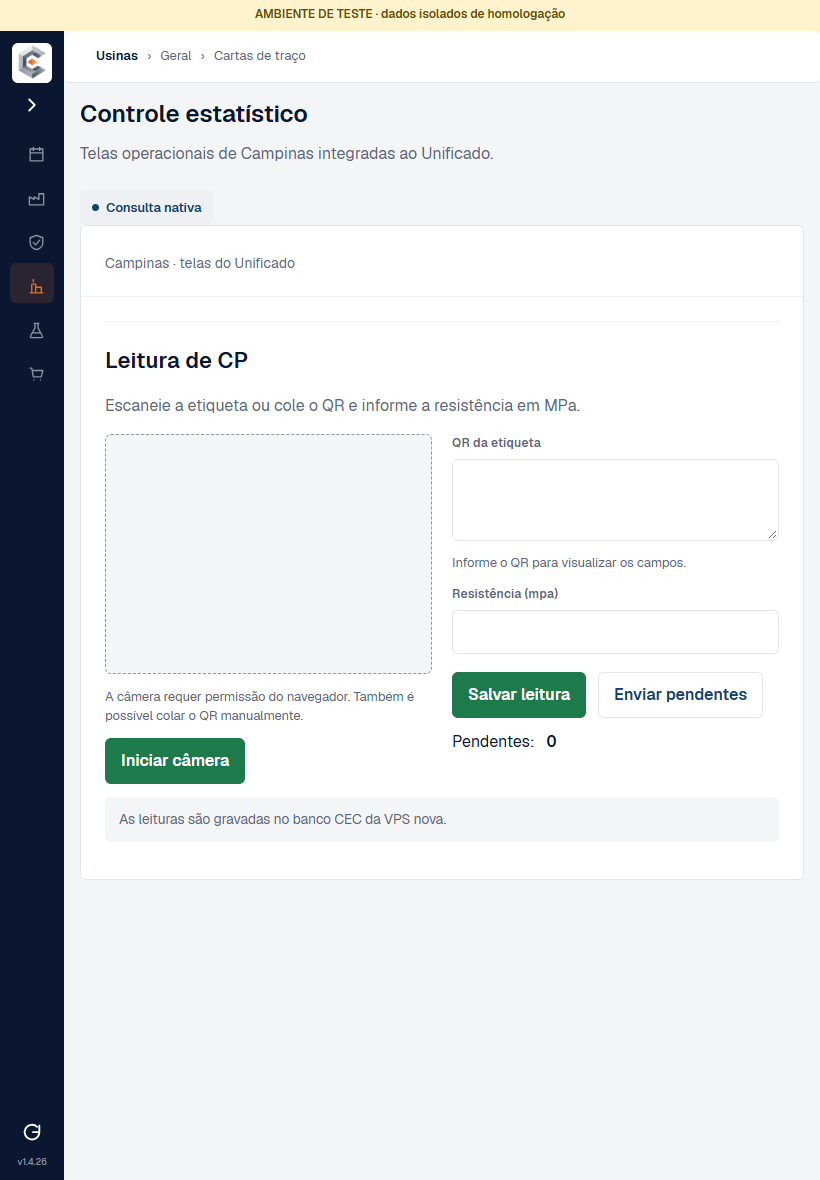 AMBIENTE DE TESTE · dados isolados de homologação
Usinas › Geral › Cartas de traço
Controle estatístico
Telas operacionais de Campinas integradas ao Unificado.
Consulta nativa
Campinas · telas do Unificado
Leitura de CP
Escaneie a etiqueta ou cole o QR e informe a resistência em MPa.
A câmera requer permissão do navegador. Também é
possível colar o QR manualmente.
Iniciar câmera
QR da etiqueta
Informe o QR para visualizar os campos.
Resistência (mpa)
Salvar leitura
Enviar pendentes
Pendentes: 0
As leituras são gravadas no banco CEC da VPS nova.
v1.4.26